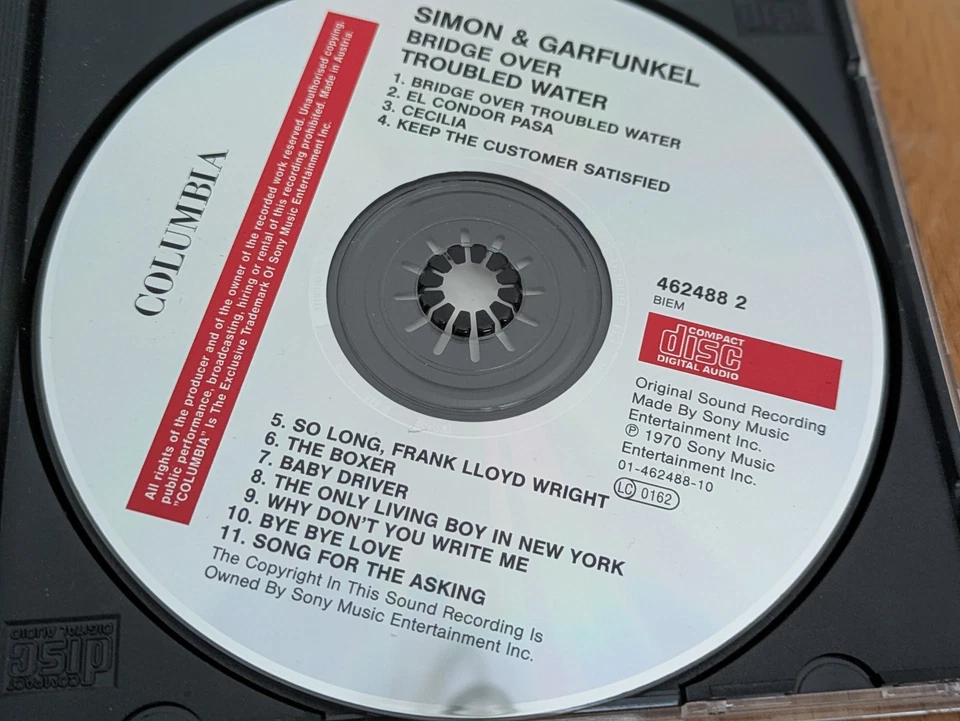 SIMON & GARFUNKEL
BRIDGE OVER
TROUBLED WATER
1. BRIDGE OVER TROUBLED WATER
2. EL CONDOR PASA
3. CECILIA
4. KEEP THE CUSTOMER SATISFIED
COLUMBIA
All rights of the producer and of the owner of the recorded work reserved. Unauthorised copying,
public performance, broadcasting, hiring or rental of this recording prohibited. Made in Austria.
"COLUMBIA" Is The Exclusive Trademark Of Sony Music Entertainment Inc.
462488 2
BIEM
COMPACT
disc
DIGITAL AUDIO
Original Sound Recording
Made By Sony Music
Entertainment Inc.
℗ 1970 Sony Music
Entertainment Inc.
01-462488-10
LC 0162
5. SO LONG, FRANK LLOYD WRIGHT
6. THE BOXER
7. BABY DRIVER
8. THE ONLY LIVING BOY IN NEW YORK
9. WHY DON'T YOU WRITE ME
10. BYE BYE LOVE
11. SONG FOR THE ASKING
The Copyright In This Sound Recording Is
Owned By Sony Music Entertainment Inc.
COMPACT
disc
DIGITAL AUDIO